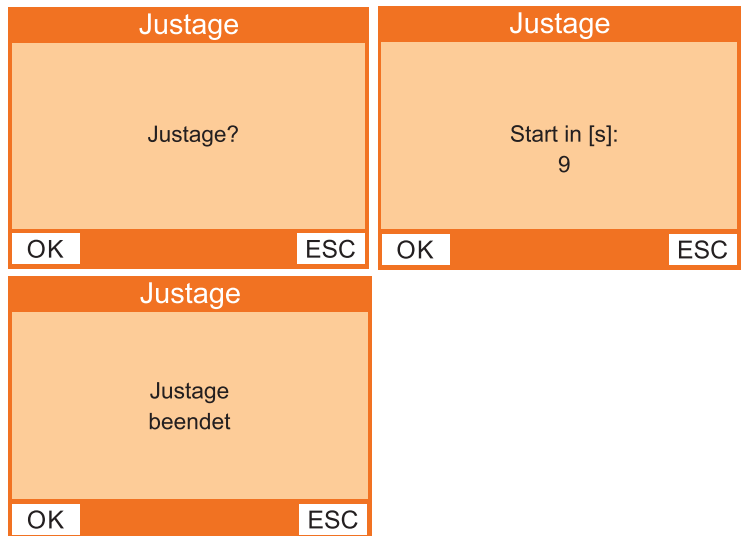 Justage
Justage?
OK
ESC
Justage
Start in [s]:
9
OK
ESC
Justage
Justage
beendet
OK
ESC